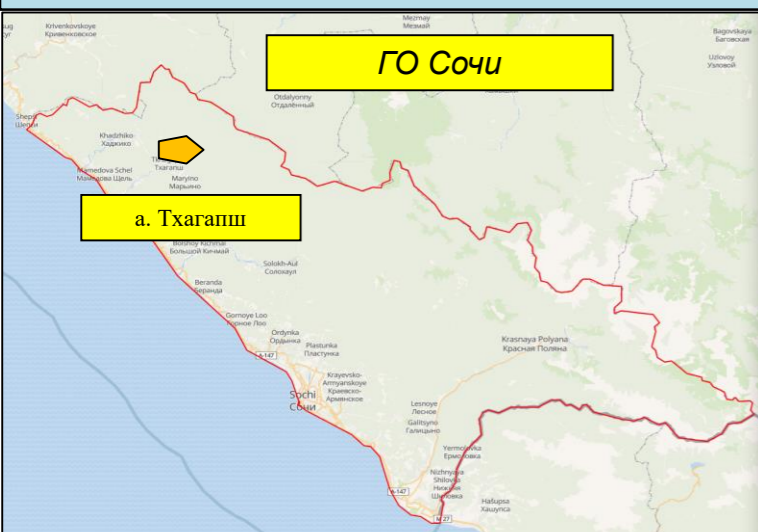 Krivenkovskoye
Кривенковское
Mezmay
Мезмай
Bagovskaya
Баговская
ГО Сочи
Uzlovoy
Узловой
Otdalyonny
Отдалённый
Shepsi
Шепси
Khadzhiko
Хаджико
Тхагапш
Mamedova Schel
Мамедова Щель
Maryino
Марьино
а. Тхагапш
Bolshoy Kichmai
Большой Кичмай
Solokh-Aul
Солохаул
Beranda
Беранда
Gornoye Loo
Горное Лоо
Ordynka
Ордынка
Plastunka
Пластунка
A-147
Krasnaya Polyana
Красная Поляна
Krayevsko-
Armyanskoye
Краевско-
Армянское
Sochi
Сочи
Lesnoye
Лесное
Galitsyno
Галицыно
Yermolovka
Ермоловка
Nizhnyaya
Shilovka
Нижняя
Шиловка
A-147
Hašupsa
Хашупса